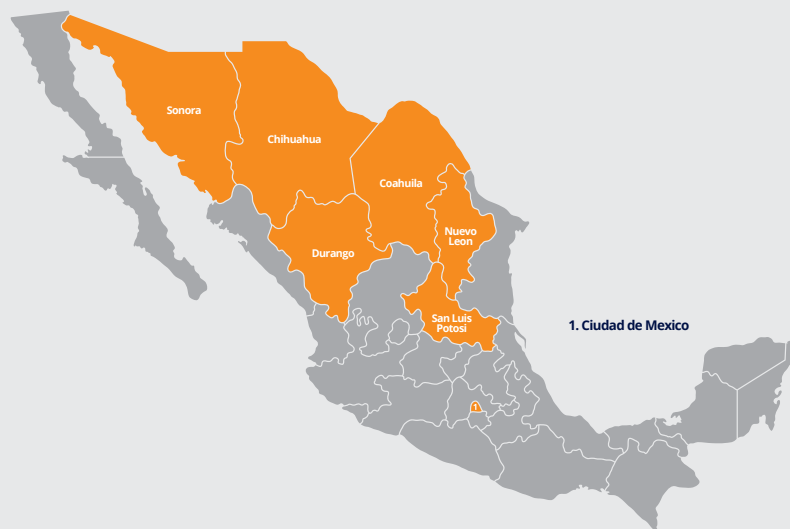 Sonora
Chihuahua
Coahuila
Nuevo
Leon
Durango
San Luis
Potosi
1. Ciudad de Mexico
1